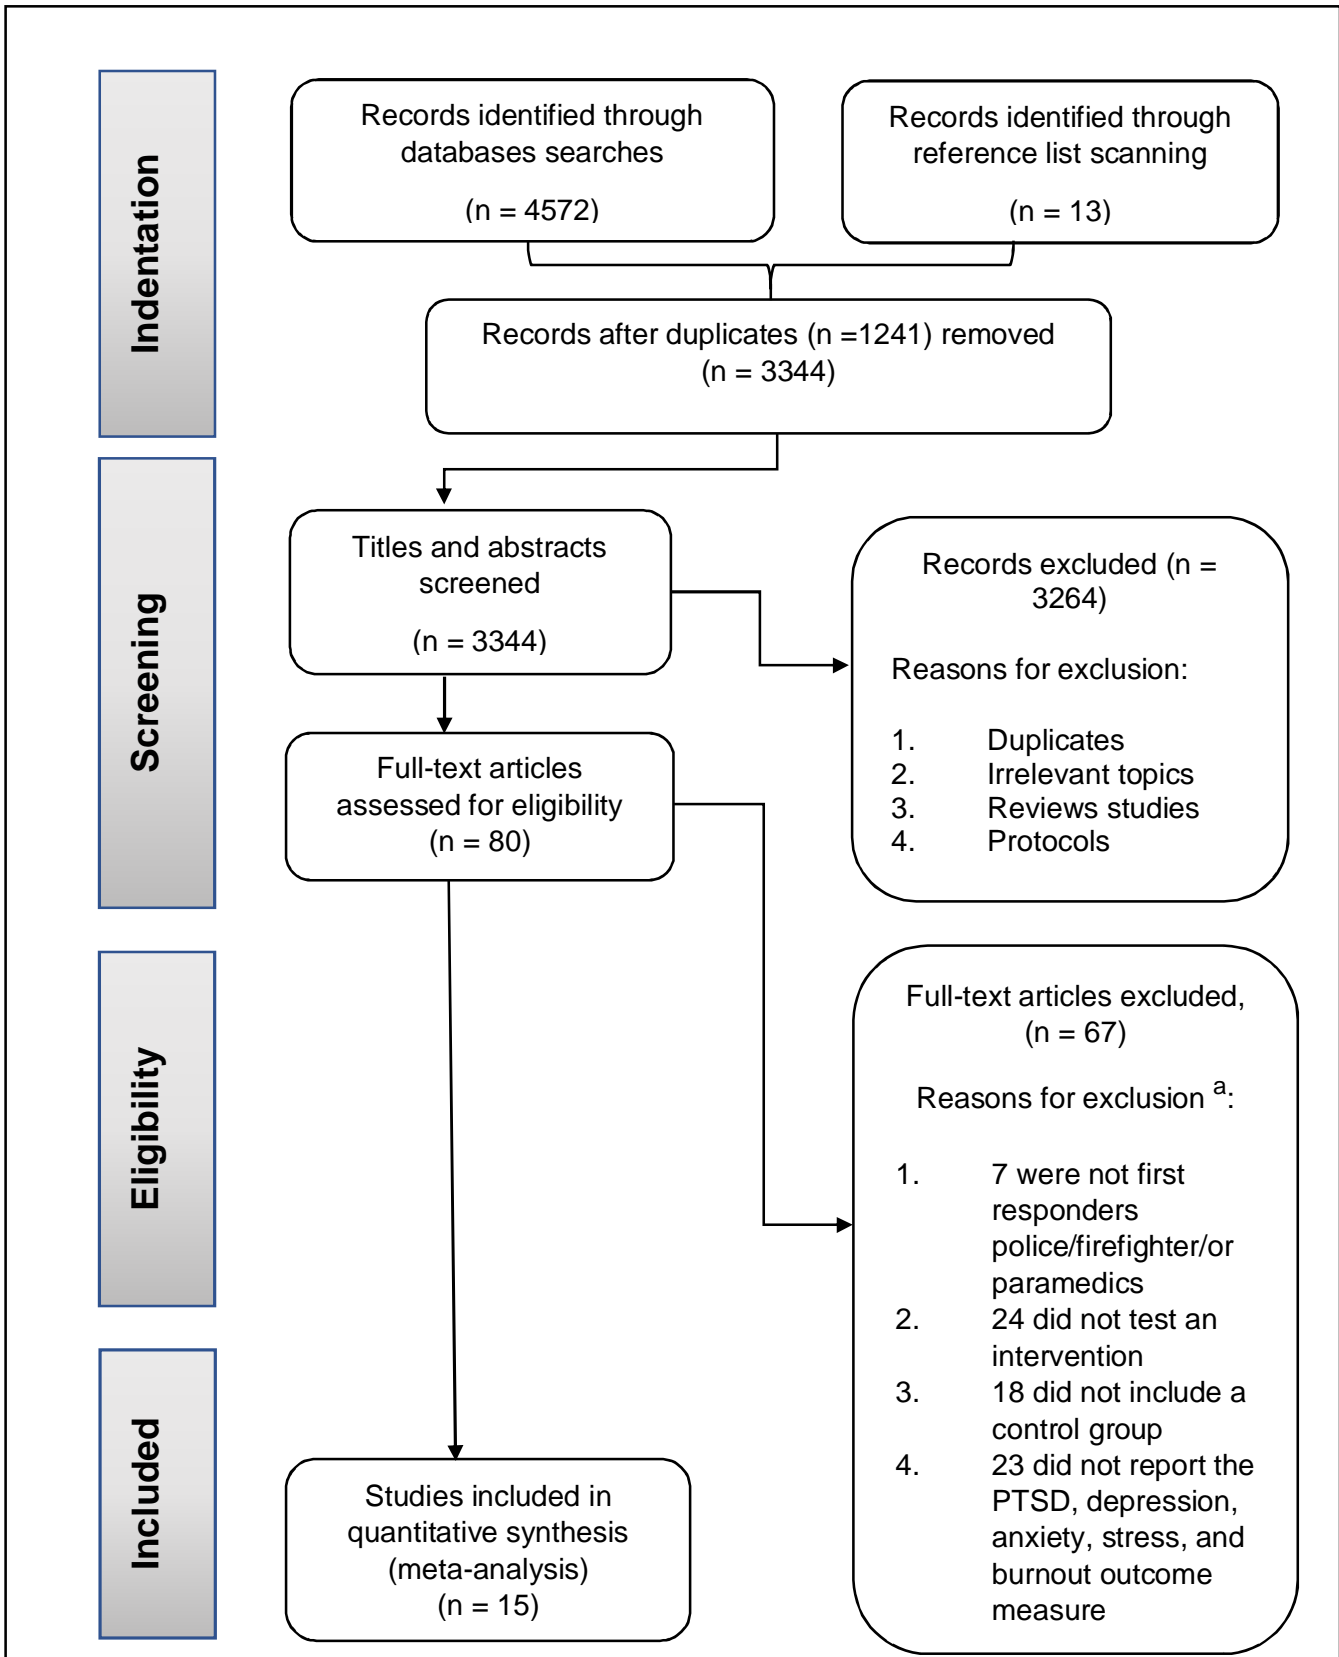 Indentation
Records identified through
databases searches
(n = 4572)
Records identified through
reference list scanning
(n = 13)
Records after duplicates (n =1241) removed
(n = 3344)
Screening
Titles and abstracts
screened
(n = 3344)
Records excluded (n =
3264)
Reasons for exclusion:
1. Duplicates
2. Irrelevant topics
3. Reviews studies
4. Protocols
Full-text articles
assessed for eligibility
(n = 80)
Eligibility
Full-text articles excluded,
(n = 67)
Reasons for exclusion a:
1. 7 were not first
responders
police/firefighter/or
paramedics
2. 24 did not test an
intervention
3. 18 did not include a
control group
4. 23 did not report the
PTSD, depression,
anxiety, stress, and
burnout outcome
measure
Included
Studies included in
quantitative synthesis
(meta-analysis)
(n = 15)